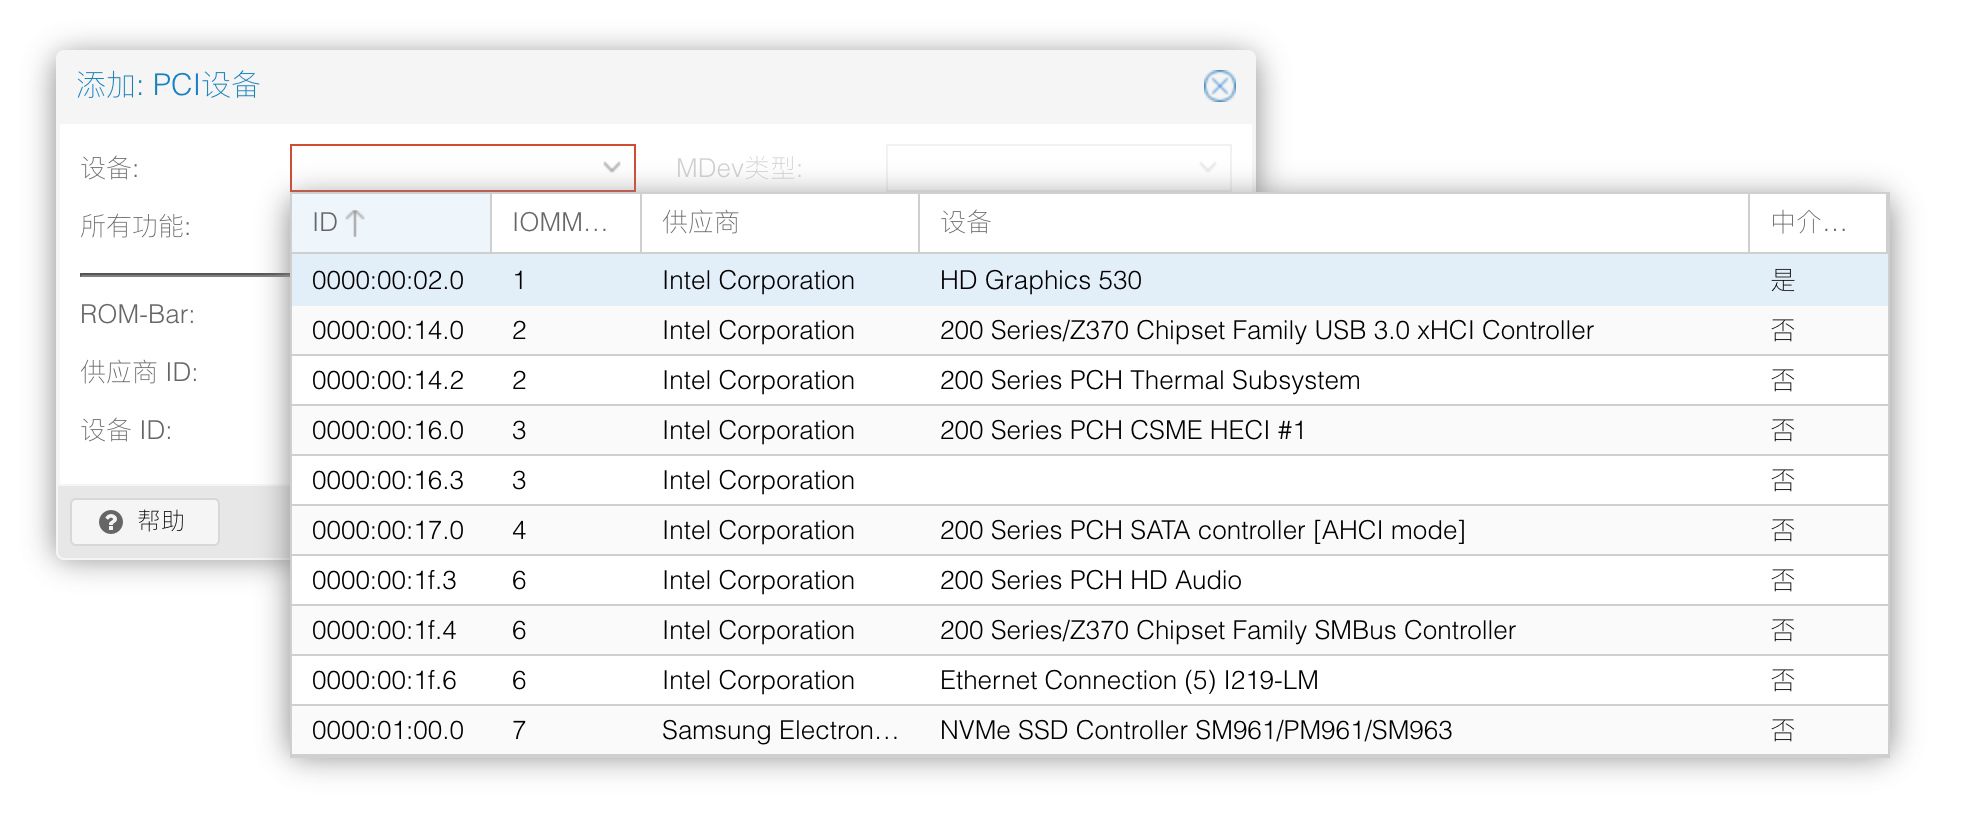 添加: PCI设备
设备:
MDev类型:
所有功能:
ROM-Bar:
供应商 ID:
设备 ID:
帮助
ID IOMM... 供应商 设备 中介...
0000:00:02.0 1 Intel Corporation HD Graphics 530 是
0000:00:14.0 2 Intel Corporation 200 Series/Z370 Chipset Family USB 3.0 xHCI Controller 否
0000:00:14.2 2 Intel Corporation 200 Series PCH Thermal Subsystem 否
0000:00:16.0 3 Intel Corporation 200 Series PCH CSME HECI #1 否
0000:00:16.3 3 Intel Corporation 否
0000:00:17.0 4 Intel Corporation 200 Series PCH SATA controller [AHCI mode] 否
0000:00:1f.3 6 Intel Corporation 200 Series PCH HD Audio 否
0000:00:1f.4 6 Intel Corporation 200 Series/Z370 Chipset Family SMBus Controller 否
0000:00:1f.6 6 Intel Corporation Ethernet Connection (5) I219-LM 否
0000:01:00.0 7 Samsung Electron... NVMe SSD Controller SM961/PM961/SM963 否